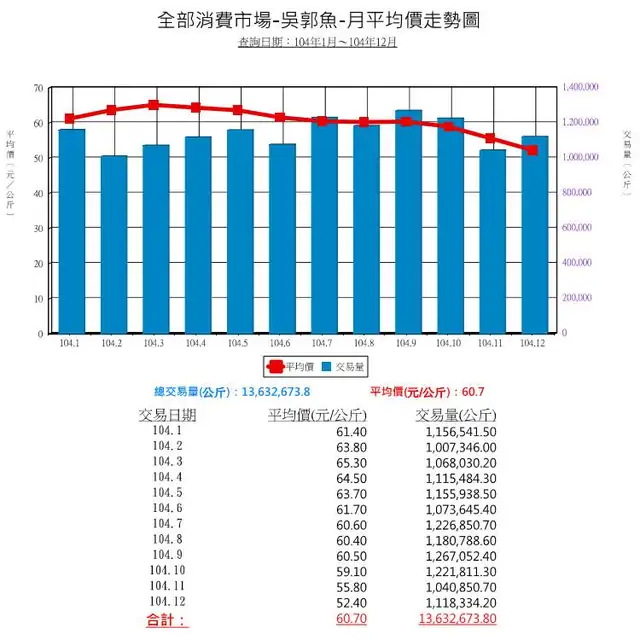 全部消費市場-吳郭魚-月平均價走勢圖
查詢日期：104年1月～104年12月
平均價(元/公斤)
70
60
50
40
30
20
10
0
1,400,000
1,200,000
1,000,000
800,000
600,000
400,000
200,000
0
交易量(公斤)
104.1 104.2 104.3 104.4 104.5 104.6 104.7 104.8 104.9 104.10 104.11 104.12
平均價 交易量
總交易量(公斤)：13,632,673.8 平均價(元/公斤)：60.7
交易日期 平均價(元/公斤) 交易量(公斤)
104.1 61.40 1,156,541.50
104.2 63.80 1,007,346.00
104.3 65.30 1,068,030.20
104.4 64.50 1,115,484.30
104.5 63.70 1,155,938.50
104.6 61.70 1,073,645.40
104.7 60.60 1,226,850.70
104.8 60.40 1,180,788.60
104.9 60.50 1,267,052.40
104.10 59.10 1,221,811.30
104.11 55.80 1,040,850.70
104.12 52.40 1,118,334.20
合計： 60.70 13,632,673.80